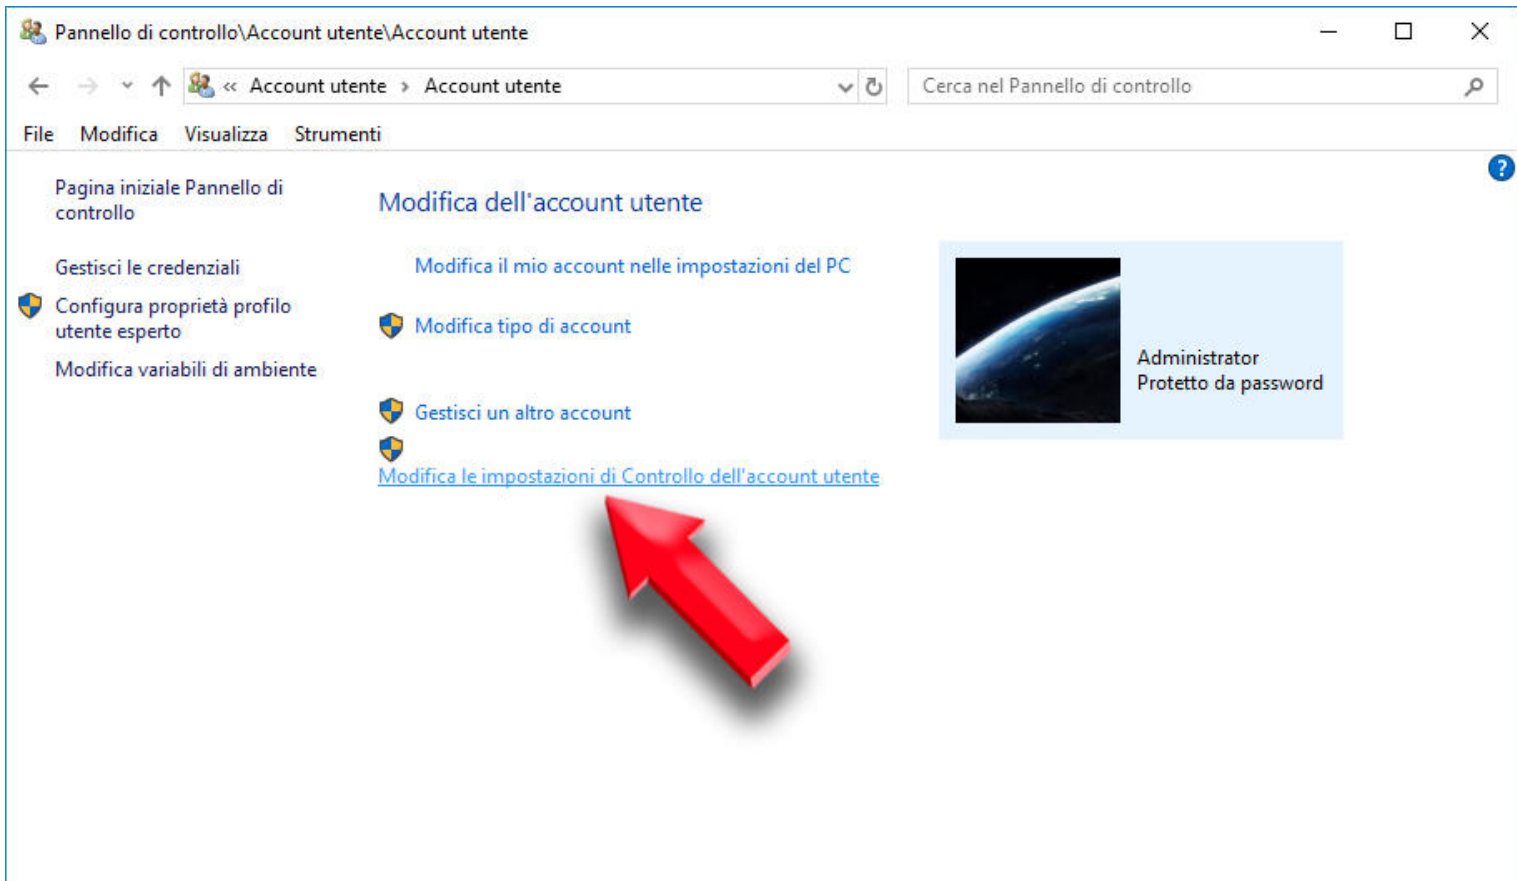 Pannello di controllo\Account utente\Account utente
« Account utente › Account utente
Cerca nel Pannello di controllo
File Modifica Visualizza Strumenti
?
Pagina iniziale Pannello di
controllo
Gestisci le credenziali
Configura proprietà profilo
utente esperto
Modifica variabili di ambiente
Modifica dell'account utente
Modifica il mio account nelle impostazioni del PC
Modifica tipo di account
Gestisci un altro account
Modifica le impostazioni di Controllo dell'account utente
Administrator
Protetto da password